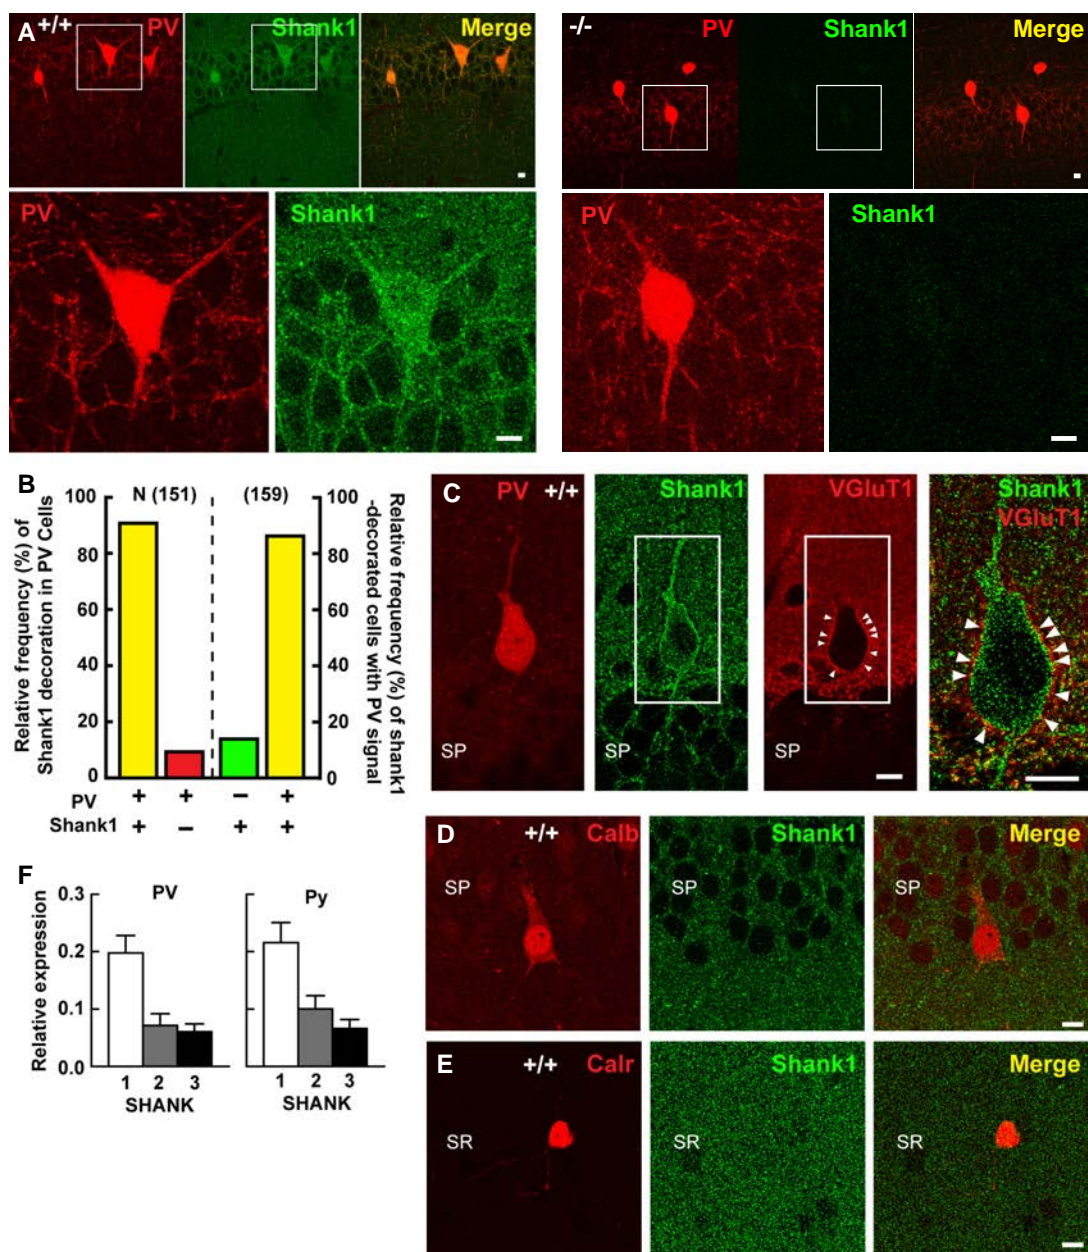 A
+/+ PV Shank1 Merge
-/- PV Shank1 Merge
PV Shank1
PV Shank1
B
N (151) (159)
Relative frequency (%) of
Shank1 decoration in PV Cells
100
80
60
40
20
0
100
80
60
40
20
0
Relative frequency (%) of shank1
-decorated cells with PV signal
PV + + − +
Shank1 + − + +
C
PV +/+ Shank1 VGluT1 Shank1
VGluT1
SP SP SP
D
+/+ Calb Shank1 Merge
SP SP SP
E
+/+ Calr Shank1 Merge
SR SR SR
F
PV Py
Relative expression
0.3
0.2
0.1
0.0
1 2 3 1 2 3
SHANK SHANK